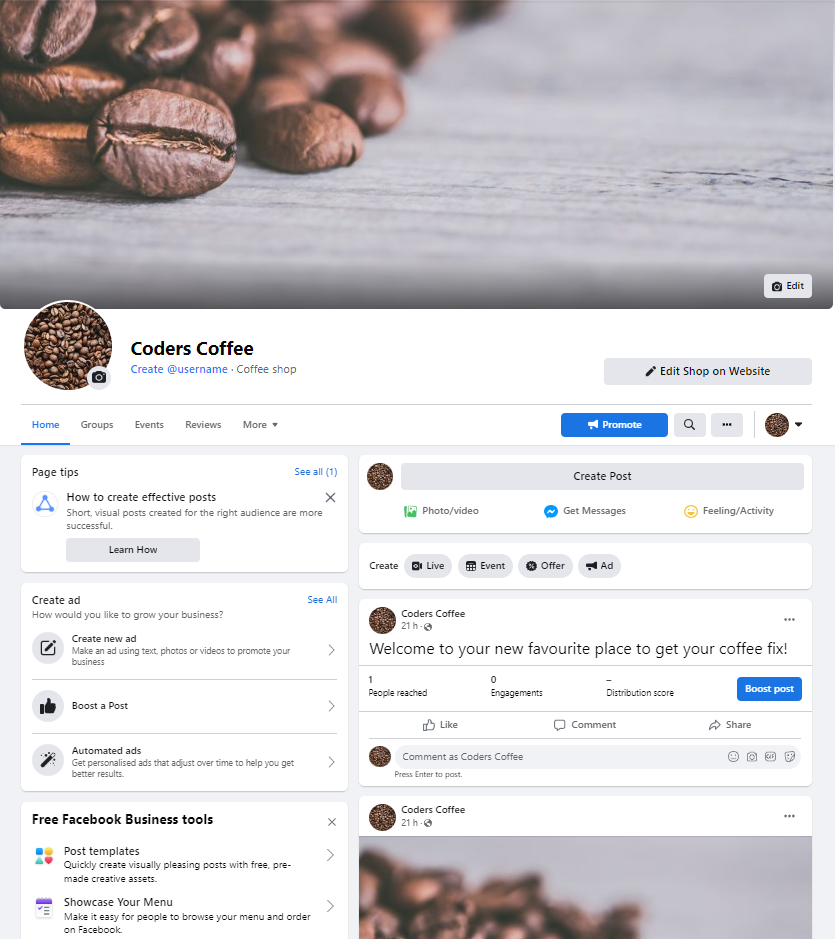 Edit
Coders Coffee
Create @username · Coffee shop
Edit Shop on Website
Home Groups Events Reviews More
Promote
Page tips
See all (1)
How to create effective posts
Short, visual posts created for the right audience are more
successful.
Learn How
Create ad
See All
How would you like to grow your business?
Create new ad
Make an ad using text, photos or videos to promote your
business
Boost a Post
Automated ads
Get personalised ads that adjust over time to help you get
better results.
Free Facebook Business tools
Post templates
Quickly create visually pleasing posts with free, pre-
made creative assets.
Showcase Your Menu
Make it easy for people to browse your menu and order
on Facebook.
Create Post
Photo/video Get Messages Feeling/Activity
Create Live Event Offer Ad
Coders Coffee
21 h ·
Welcome to your new favourite place to get your coffee fix!
1 0 –
People reached Engagements Distribution score
Boost post
Like Comment Share
Comment as Coders Coffee
GIF
Press Enter to post.
Coders Coffee
21 h ·